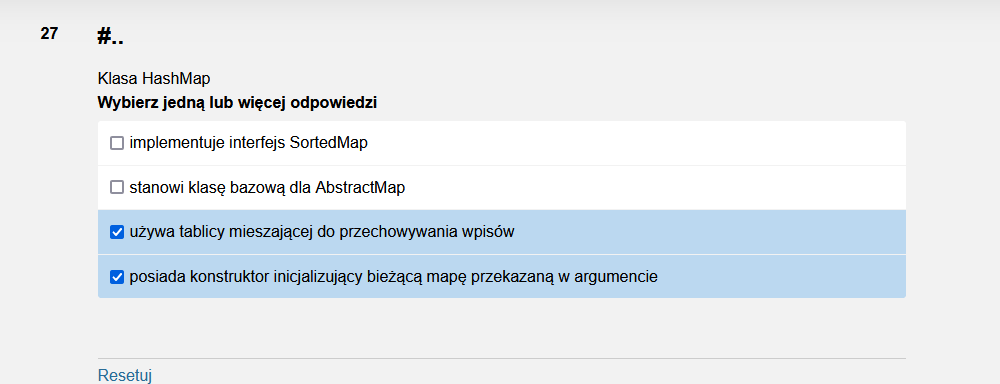 27
#..
Klasa HashMap
Wybierz jedną lub więcej odpowiedzi
implementuje interfejs SortedMap
stanowi klasę bazową dla AbstractMap
używa tablicy mieszającej do przechowywania wpisów
posiada konstruktor inicjalizujący bieżącą mapę przekazaną w argumencie
Resetuj